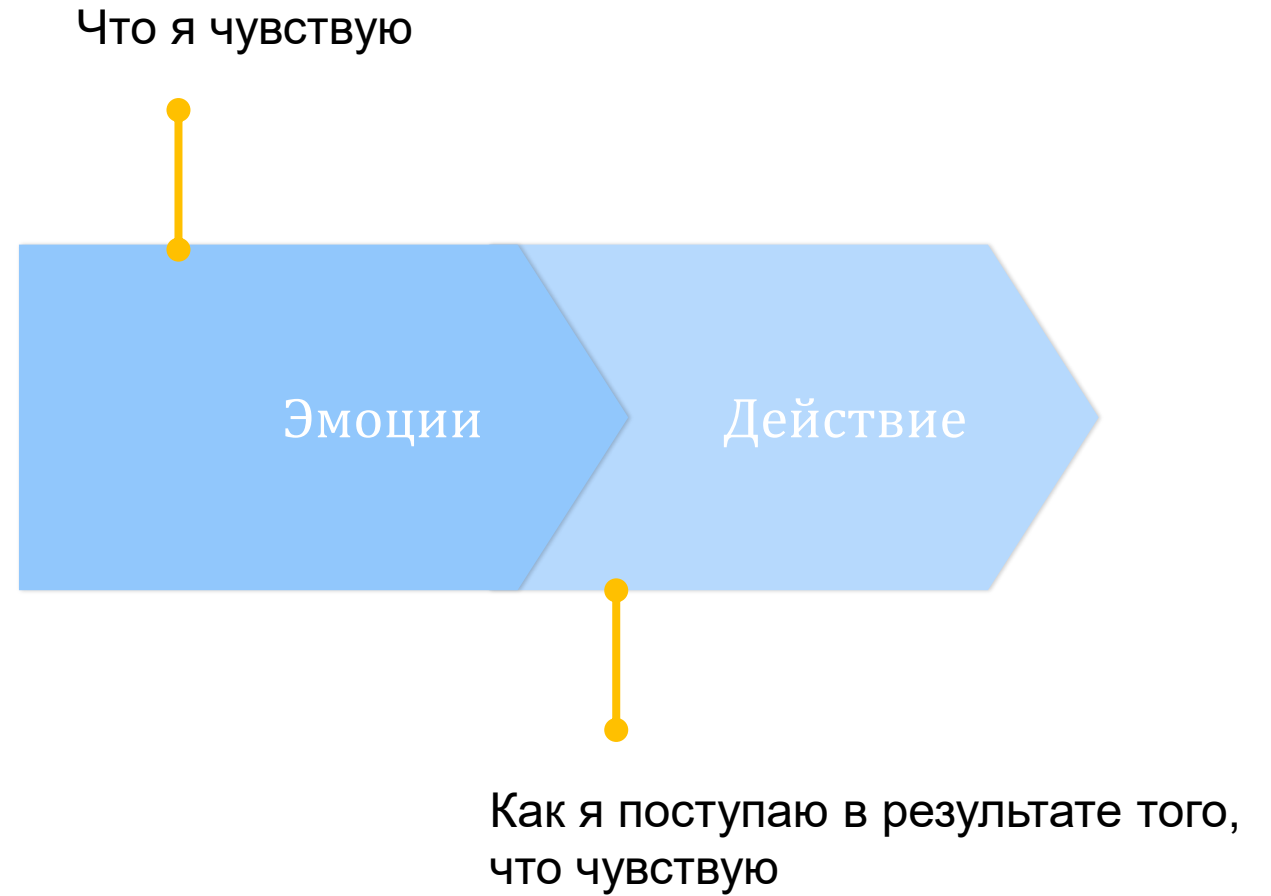 Что я чувствую
Эмоции
Действие
Как я поступаю в результате того,
что чувствую